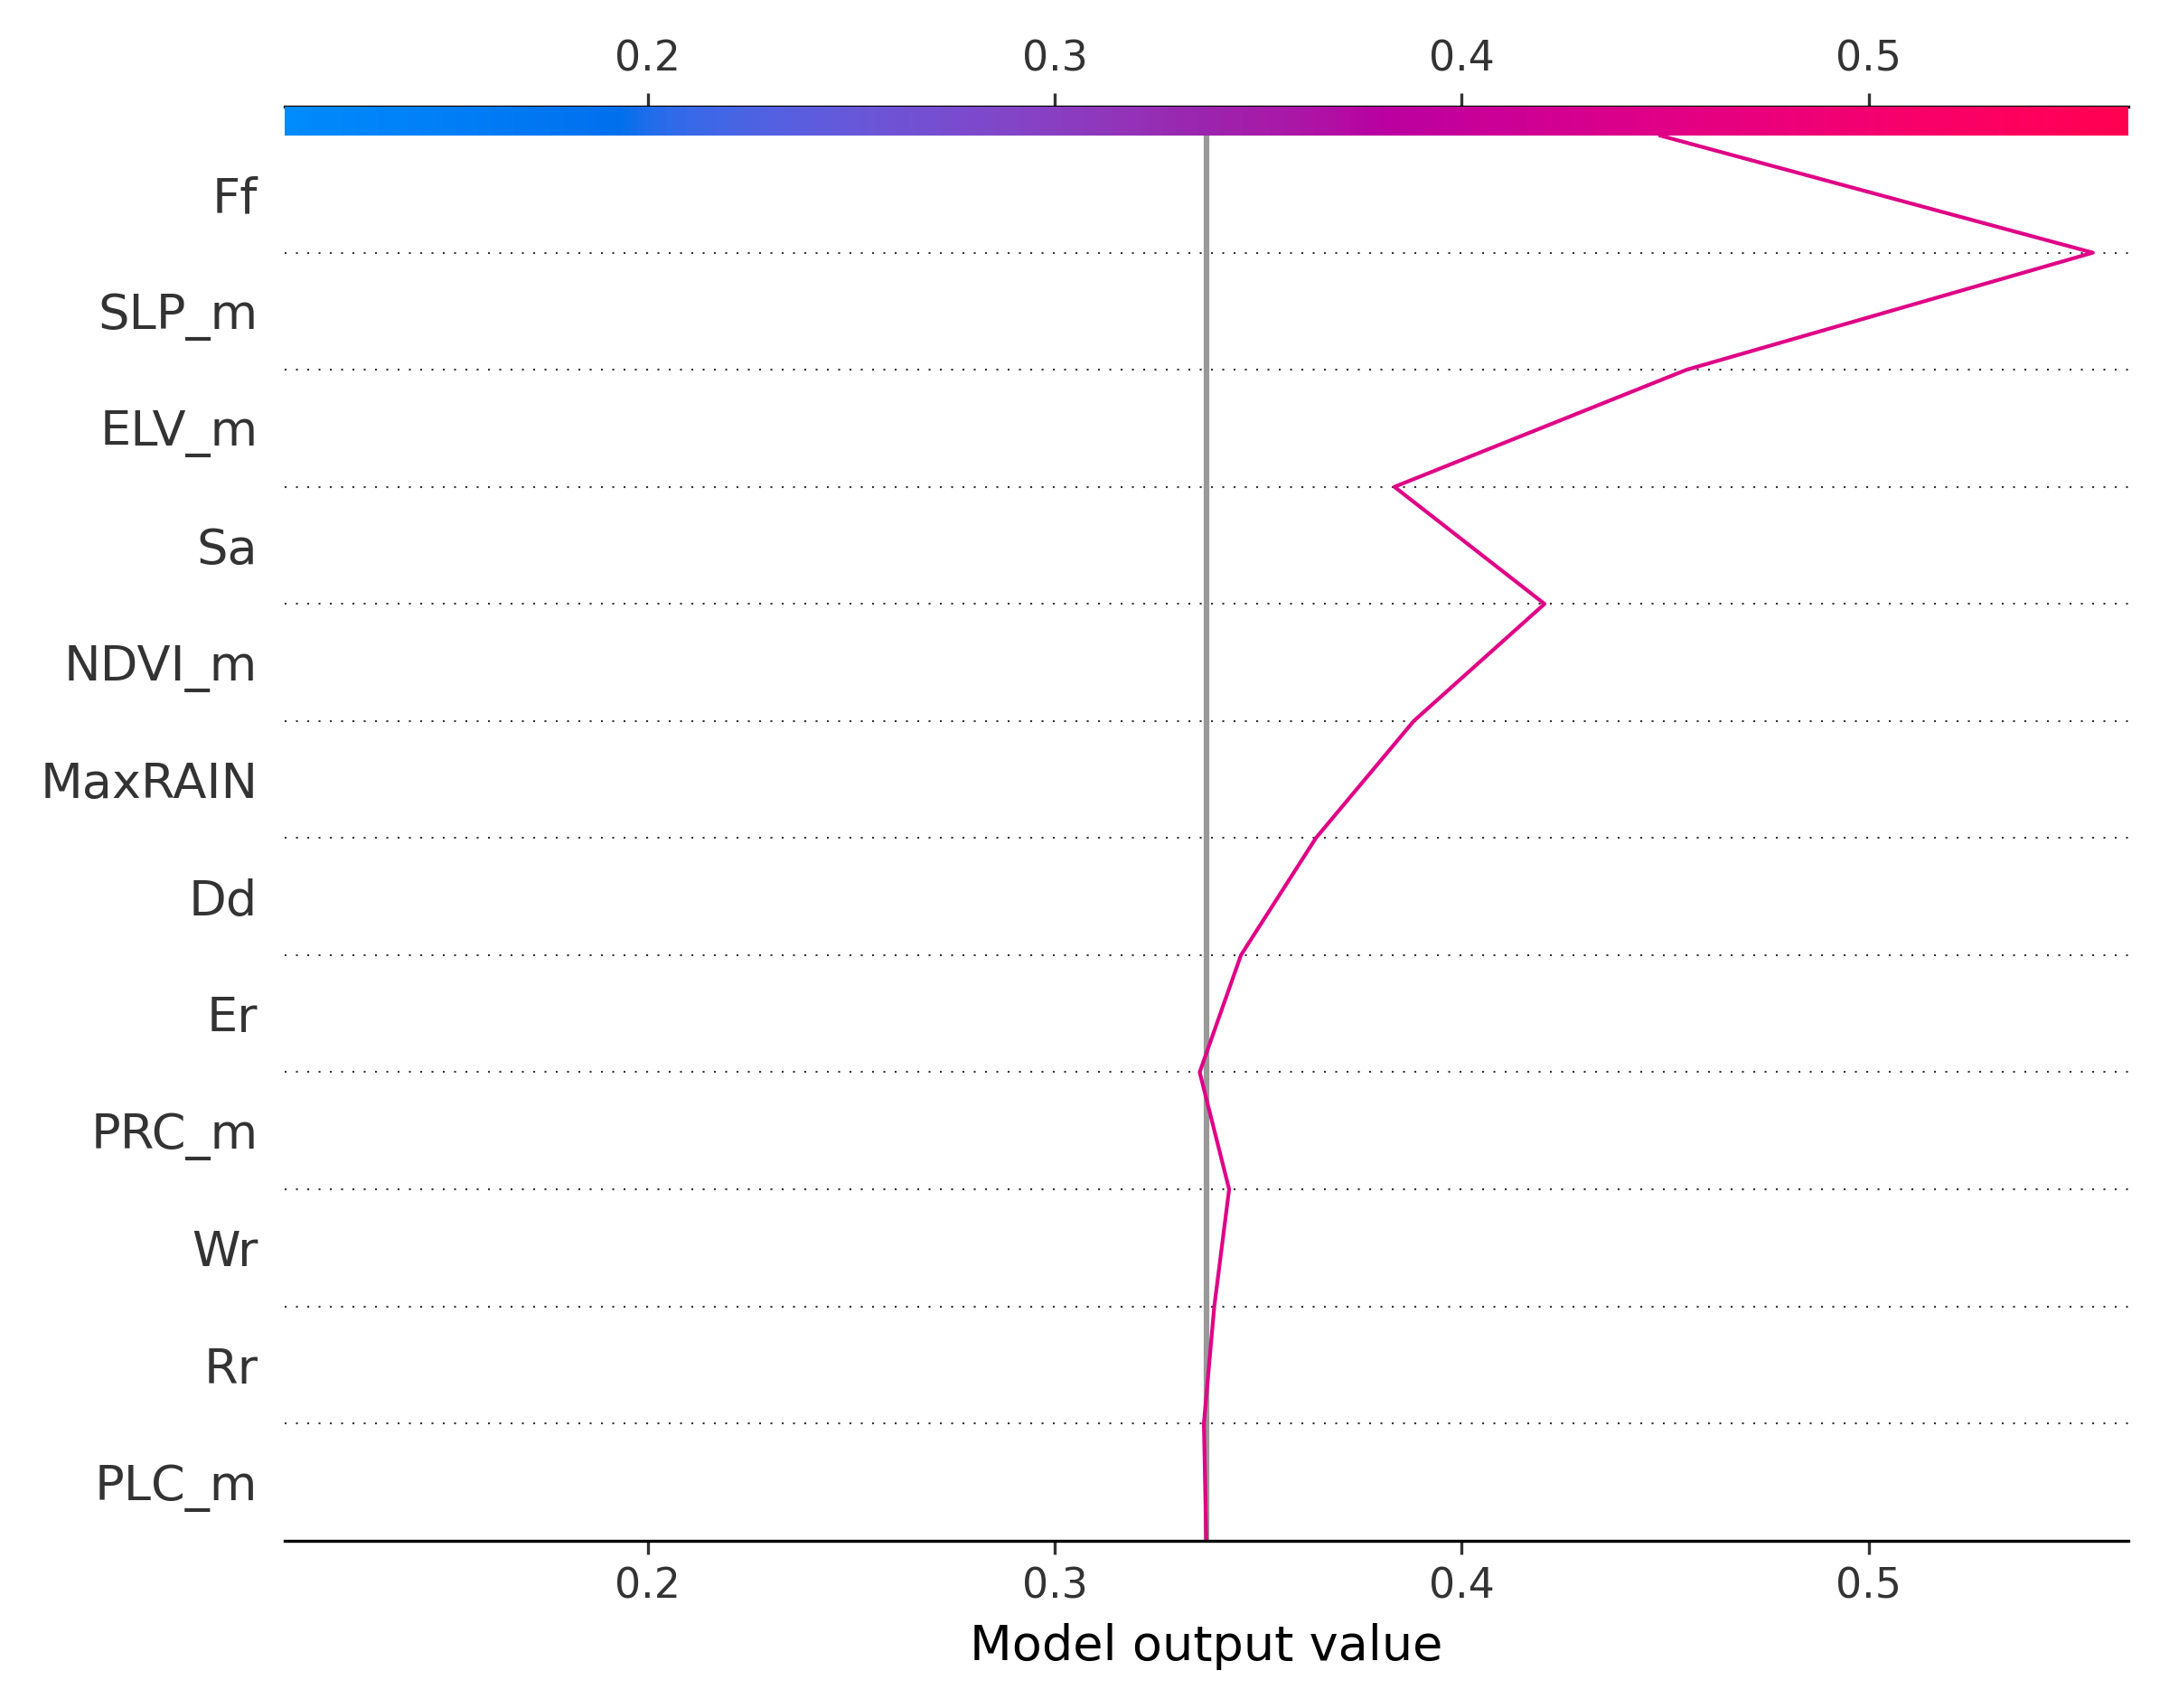 0.2 0.3 0.4 0.5
Ff
SLP_m
ELV_m
Sa
NDVI_m
MaxRAIN
Dd
Er
PRC_m
Wr
Rr
PLC_m
0.2 0.3 0.4 0.5
Model output value